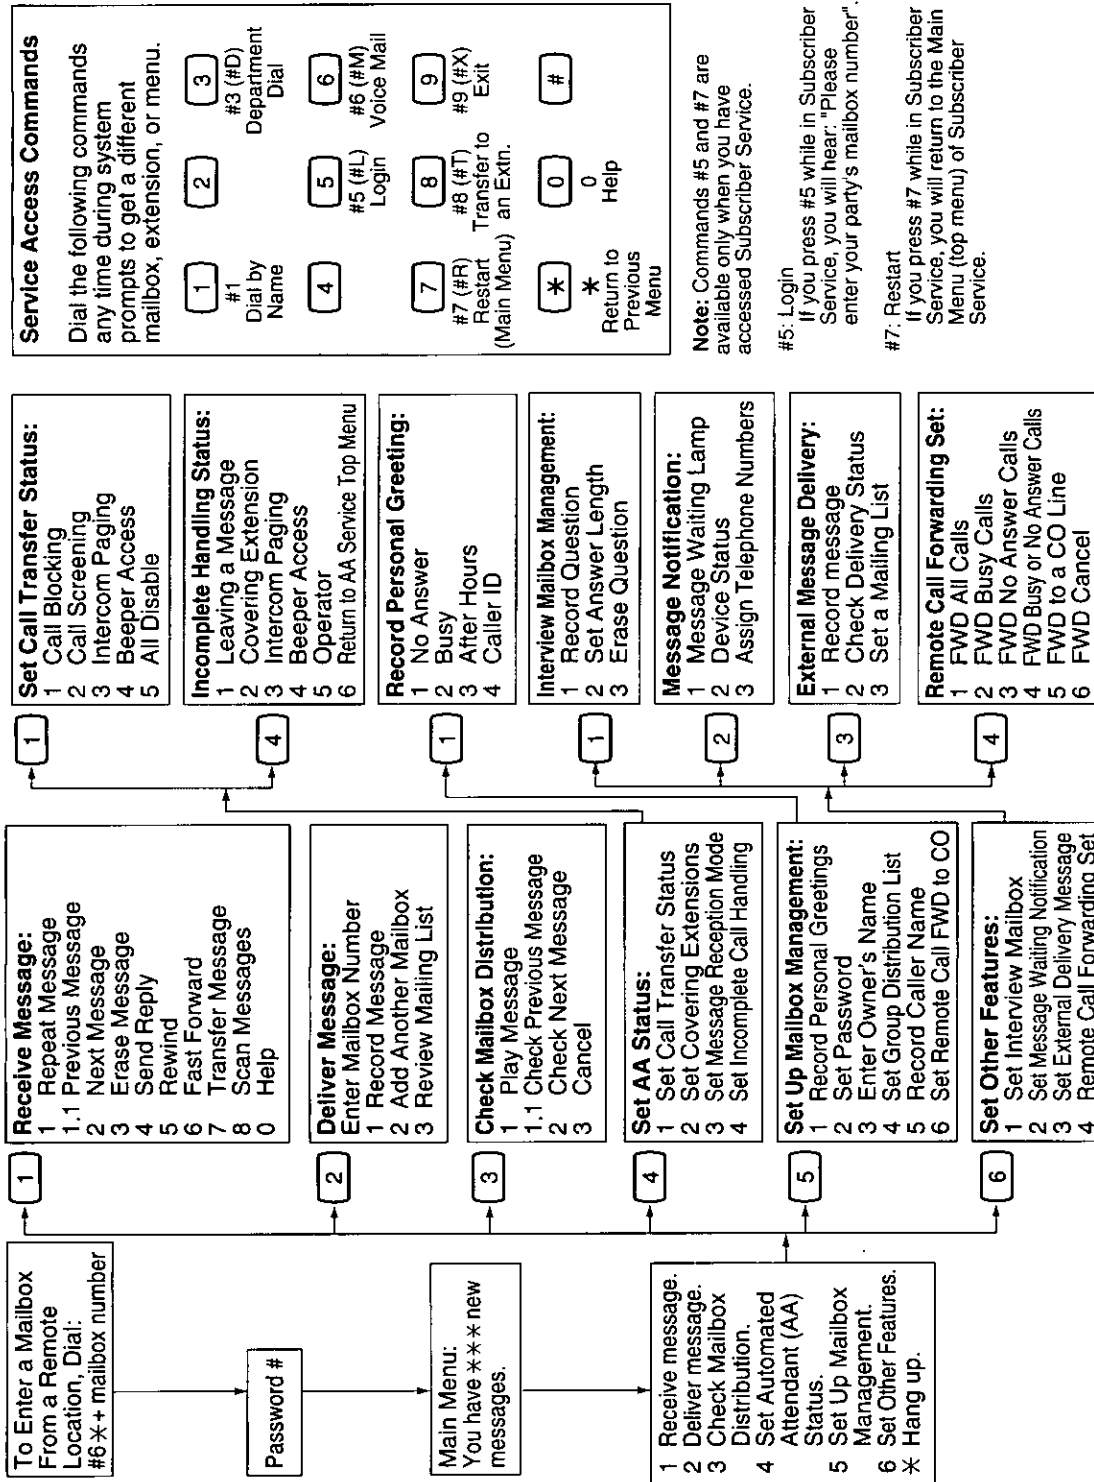 To Enter a Mailbox
From a Remote
Location, Dial:
#6✳+ mailbox number
Password #
Main Menu:
You have ✳✳✳ new
messages.
1 Receive message.
2 Deliver message.
3 Check Mailbox
Distribution.
4 Set Automated
Attendant (AA)
Status.
5 Set Up Mailbox
Management.
6 Set Other Features.
✳ Hang up.
1
Receive Message:
1 Repeat Message
1.1 Previous Message
2 Next Message
3 Erase Message
4 Send Reply
5 Rewind
6 Fast Forward
7 Transfer Message
8 Scan Messages
0 Help
2
Deliver Message:
Enter Mailbox Number
1 Record Message
2 Add Another Mailbox
3 Review Mailing List
3
Check Mailbox Distribution:
1 Play Message
1.1 Check Previous Message
2 Check Next Message
3 Cancel
4
Set AA Status:
1 Set Call Transfer Status
2 Set Covering Extensions
3 Set Message Reception Mode
4 Set Incomplete Call Handling
5
Set Up Mailbox Management:
1 Record Personal Greetings
2 Set Password
3 Enter Owner's Name
4 Set Group Distribution List
5 Record Caller Name
6 Set Remote Call FWD to CO
6
Set Other Features:
1 Set Interview Mailbox
2 Set Message Waiting Notification
3 Set External Delivery Message
4 Remote Call Forwarding Set
1
Set Call Transfer Status:
1 Call Blocking
2 Call Screening
3 Intercom Paging
4 Beeper Access
5 All Disable
4
Incomplete Handling Status:
1 Leaving a Message
2 Covering Extension
3 Intercom Paging
4 Beeper Access
5 Operator
6 Return to AA Service Top Menu
1
Record Personal Greeting:
1 No Answer
2 Busy
3 After Hours
4 Caller ID
1
Interview Mailbox Management:
1 Record Question
2 Set Answer Length
3 Erase Question
2
Message Notification:
1 Message Waiting Lamp
2 Device Status
3 Assign Telephone Numbers
3
External Message Delivery:
1 Record message
2 Check Delivery Status
3 Set a Mailing List
4
Remote Call Forwarding Set:
1 FWD All Calls
2 FWD Busy Calls
3 FWD No Answer Calls
4 FWD Busy or No Answer Calls
5 FWD to a CO Line
6 FWD Cancel
Service Access Commands
Dial the following commands
any time during system
prompts to get a different
mailbox, extension, or menu.
1 2 3
#1 #3 (#D)
Dial by Department
Name Dial
4 5 6
#5 (#L) #6 (#M)
Login Voice Mail
7 8 9
#7 (#R) #8 (#T) #9 (#X)
Restart Transfer to Exit
(Main Menu) an Extn.
✳ 0 #
✳ 0
Return to Help
Previous
Menu
Note: Commands #5 and #7 are
available only when you have
accessed Subscriber Service.
#5: Login
If you press #5 while in Subscriber
Service, you will hear: "Please
enter your party's mailbox number".
#7: Restart
If you press #7 while in Subscriber
Service, you will return to the Main
Menu (top menu) of Subscriber
Service.